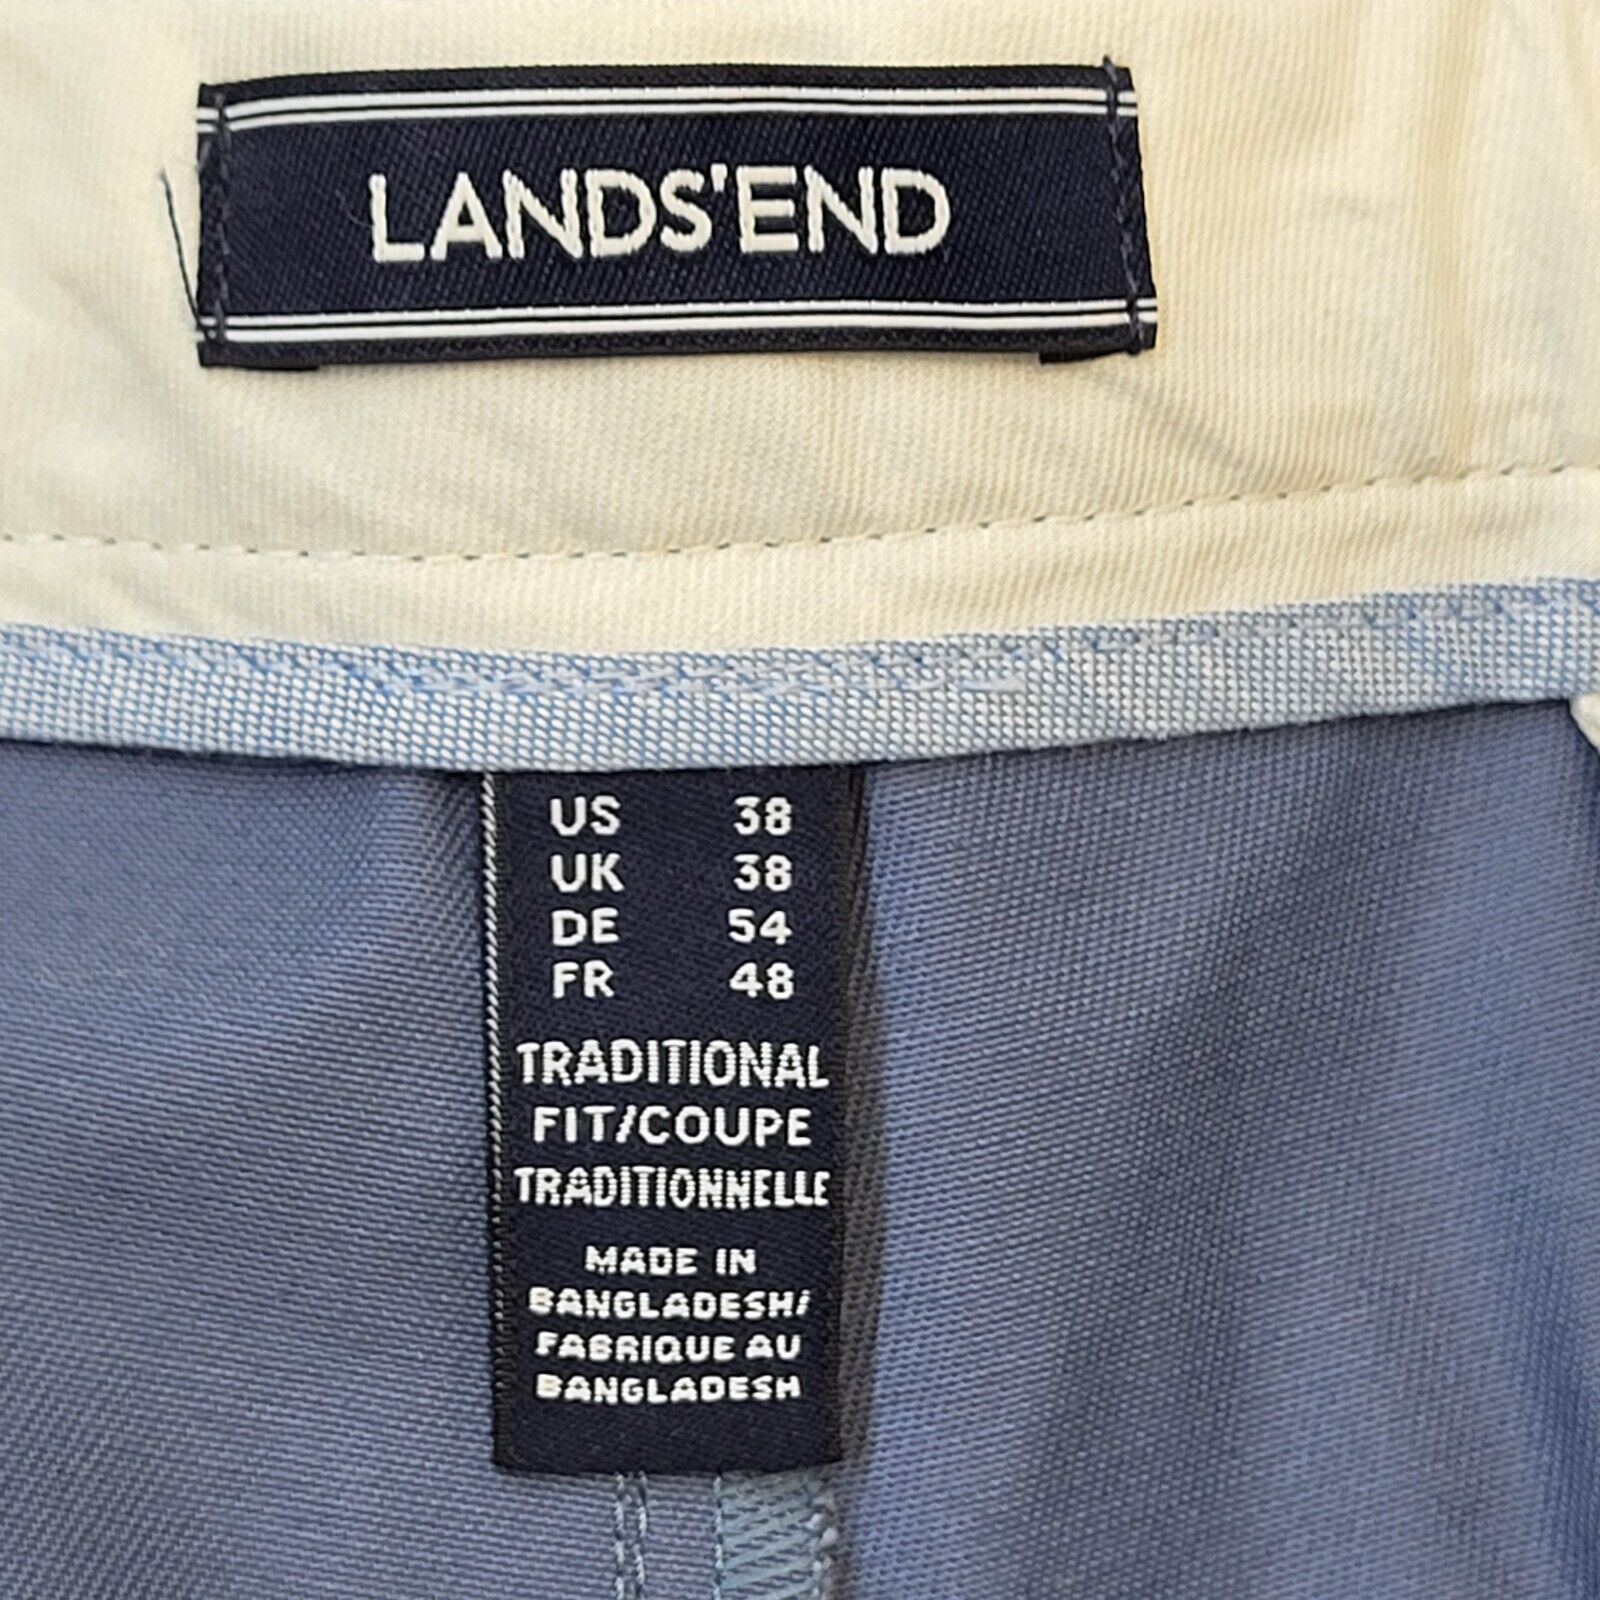 LANDS'END
US 38
UK 38
DE 54
FR 48
TRADITIONAL
FIT/COUPE
TRADITIONNELLE
MADE IN
BANGLADESH/
FABRIQUE AU
BANGLADESH